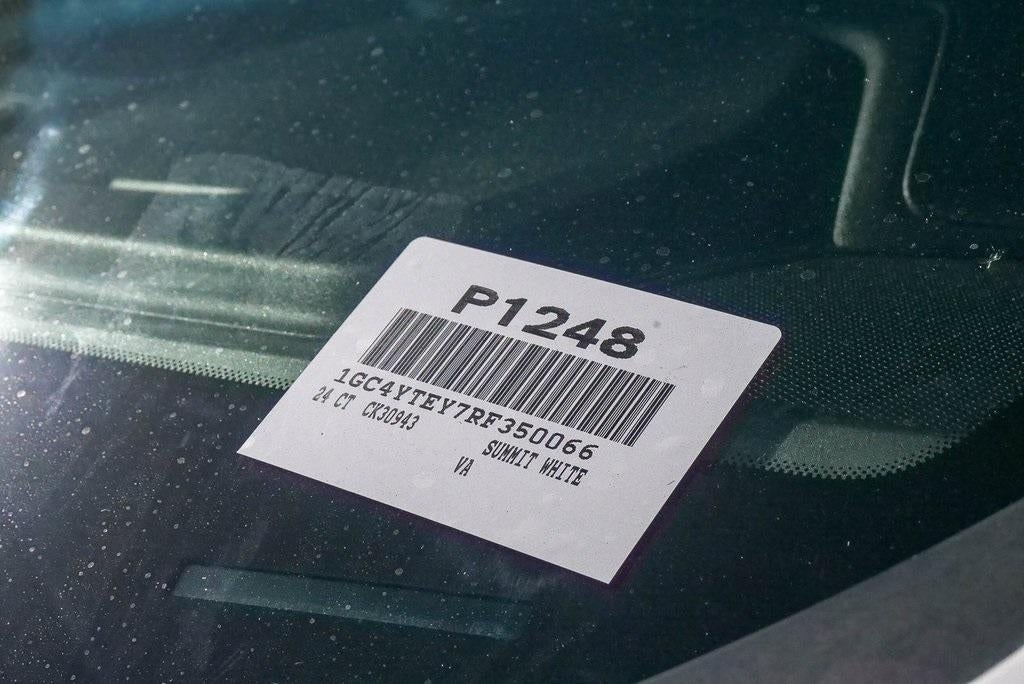 P1248
1GC4YTEY7RF350066
24 CT CK30943
SUMMIT WHITE
VA